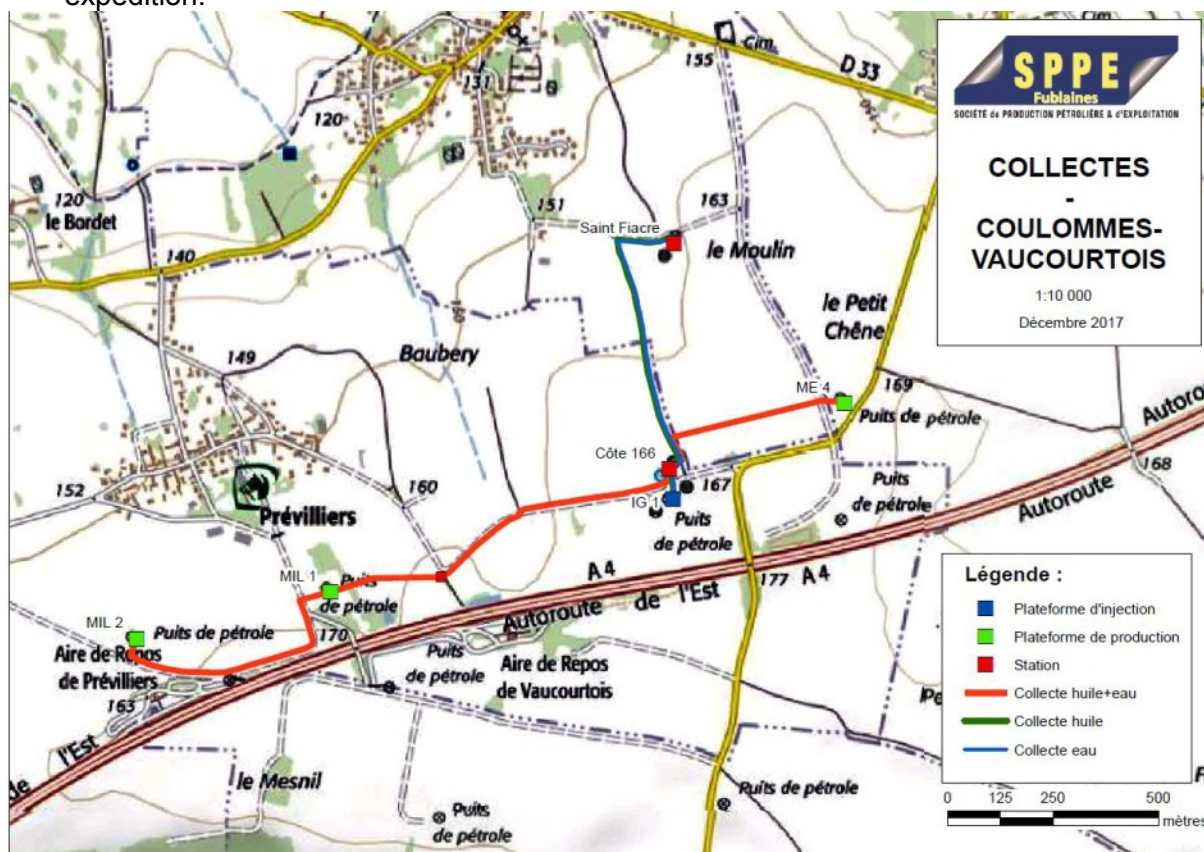 expédition.
155
Cim.
Cim.
D 33
131
120
120
le Bordet
140
151
163
Saint Fiacre
le Moulin
le Petit
Chêne
150
Baubery
149
ME 4
169
Puits de pétrole
Autoroute
168
Autoroute
Côte 166
167
IG 1
Puits
de pétrole
Puits
de pétrole
152
160
Prévilliers
MIL 1
Puits
de pétrole
A 4
Autoroute de l'Est
177
A 4
MIL 2
Puits de pétrole
170
Puits
de pétrole
Aire de Repos
de Prévilliers
Aire de Repos
de Vaucourtois
163
de l'Est
le Mesnil
Puits de pétrole
Puits
de pétrole
SPPE
Fublaines
SOCIÉTÉ de PRODUCTION PÉTROLIÈRE & d'EXPLOITATION
COLLECTES
-
COULOMMES-
VAUCOURTOIS
1:10 000
Décembre 2017
Légende :
Plateforme d'injection
Plateforme de production
Station
Collecte huile+eau
Collecte huile
Collecte eau
0 125 250 500
mètres